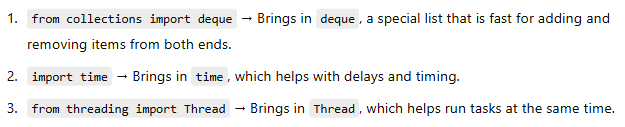 1. from collections import deque → Brings in deque, a special list that is fast for adding and
removing items from both ends.
2. import time → Brings in time, which helps with delays and timing.
3. from threading import Thread → Brings in Thread, which helps run tasks at the same time.